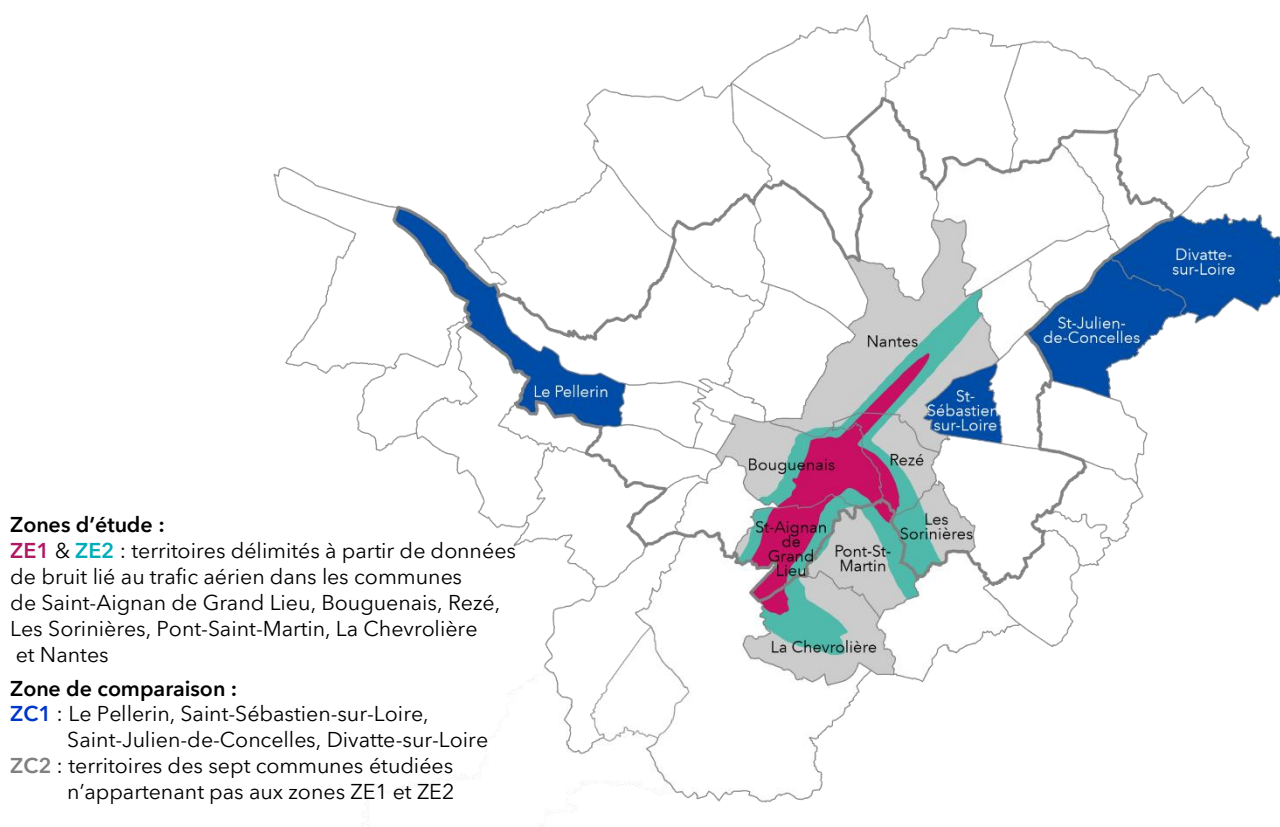 Divatte-
sur-Loire
St-Julien-
de-Concelles
Nantes
Le Pellerin
St-
Sébastien
sur-Loire
Bouguenais
Rezé
St-Aignan
de
Grand
Lieu
Les
Sorinières
Pont-St-
Martin
La Chevrolière
Zones d'étude :
ZE1 & ZE2 : territoires délimités à partir de données
de bruit lié au trafic aérien dans les communes
de Saint-Aignan de Grand Lieu, Bouguenais, Rezé,
Les Sorinières, Pont-Saint-Martin, La Chevrolière
et Nantes
Zone de comparaison :
ZC1 : Le Pellerin, Saint-Sébastien-sur-Loire,
Saint-Julien-de-Concelles, Divatte-sur-Loire
ZC2 : territoires des sept communes étudiées
n'appartenant pas aux zones ZE1 et ZE2